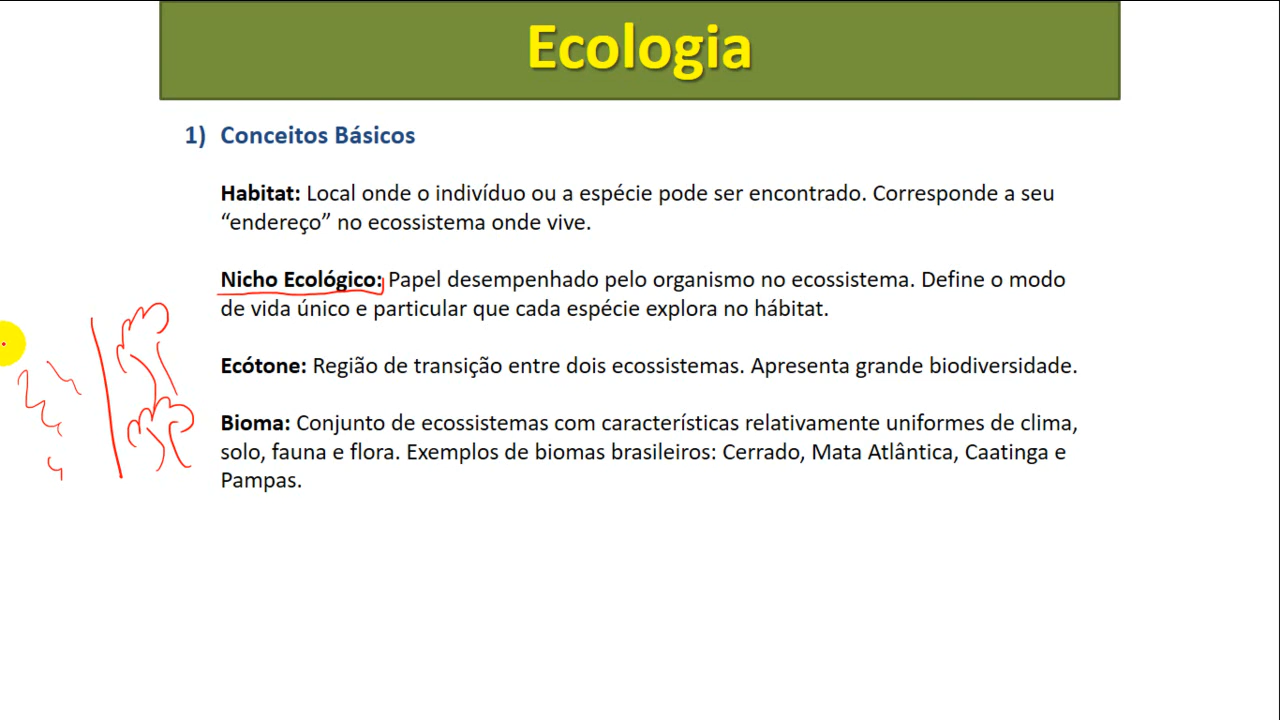 Ecologia
1) Conceitos Básicos
Habitat: Local onde o indivíduo ou a espécie pode ser encontrado. Corresponde a seu
“endereço” no ecossistema onde vive.
Nicho Ecológico: Papel desempenhado pelo organismo no ecossistema. Define o modo
de vida único e particular que cada espécie explora no hábitat.
Ecótone: Região de transição entre dois ecossistemas. Apresenta grande biodiversidade.
Bioma: Conjunto de ecossistemas com características relativamente uniformes de clima,
solo, fauna e flora. Exemplos de biomas brasileiros: Cerrado, Mata Atlântica, Caatinga e
Pampas.